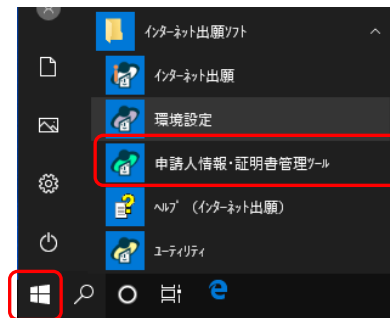 ｲﾝﾀｰﾈｯﾄ出願ｿﾌﾄ
ｲﾝﾀｰﾈｯﾄ出願
環境設定
申請人情報・証明書管理ﾂｰﾙ
ﾍﾙﾌﾟ (ｲﾝﾀｰﾈｯﾄ出願)
ﾕｰﾃｨﾘﾃｨ